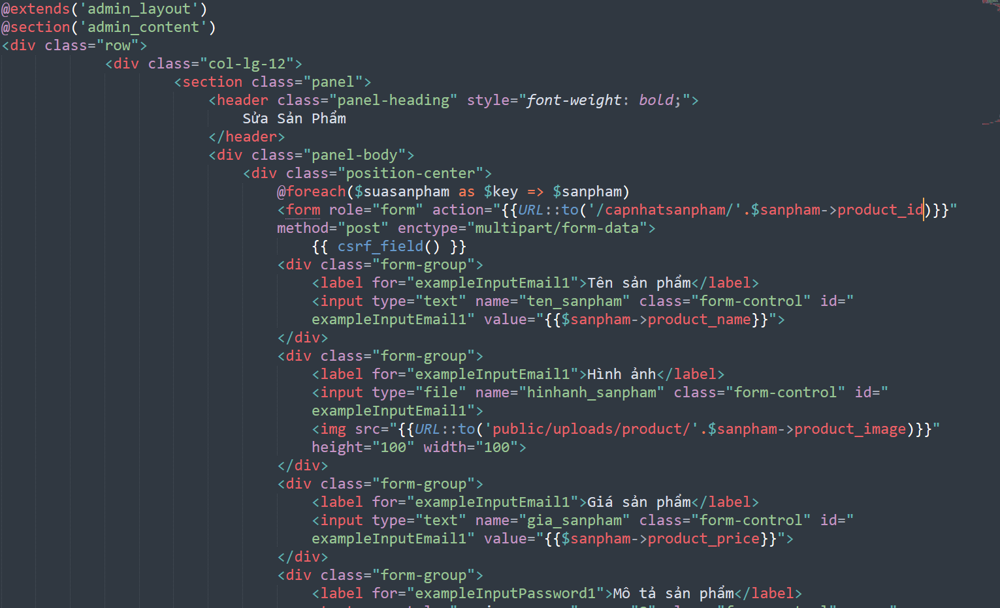 @extends('admin_layout')
@section('admin_content')
<div class="row">
<div class="col-lg-12">
<section class="panel">
<header class="panel-heading" style="font-weight: bold;">
Sửa Sản Phẩm
</header>
<div class="panel-body">
<div class="position-center">
@foreach($suasanpham as $key => $sanpham)
<form role="form" action="{{URL::to('/capnhatsanpham/'.$sanpham->product_id)}}"
method="post" enctype="multipart/form-data">
{{ csrf_field() }}
<div class="form-group">
<label for="exampleInputEmail1">Tên sản phẩm</label>
<input type="text" name="ten_sanpham" class="form-control" id="
exampleInputEmail1" value="{{$sanpham->product_name}}">
</div>
<div class="form-group">
<label for="exampleInputEmail1">Hình ảnh</label>
<input type="file" name="hinhanh_sanpham" class="form-control" id="
exampleInputEmail1">
<img src="{{URL::to('public/uploads/product/'.$sanpham->product_image)}}"
height="100" width="100">
</div>
<div class="form-group">
<label for="exampleInputEmail1">Giá sản phẩm</label>
<input type="text" name="gia_sanpham" class="form-control" id="
exampleInputEmail1" value="{{$sanpham->product_price}}">
</div>
<div class="form-group">
<label for="exampleInputPassword1">Mô tả sản phẩm</label>